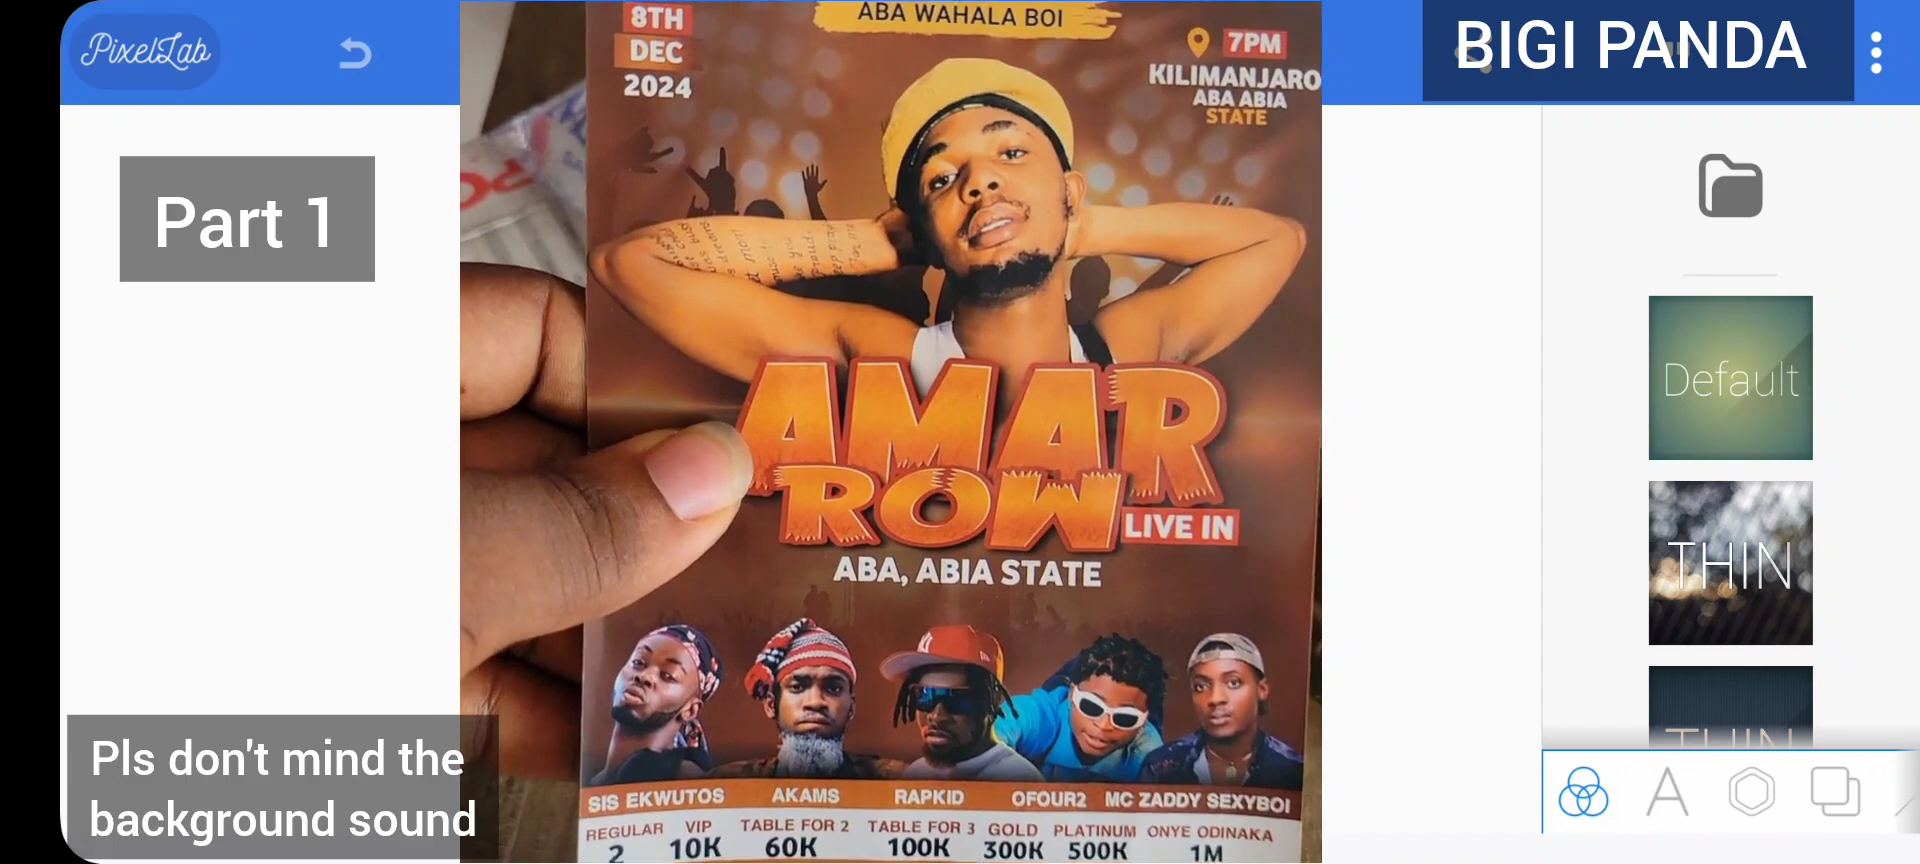 PixelLab
BIGI PANDA
Part 1
Pls don't mind the
background sound
8TH
DEC
2024
ABA WAHALA BOI
7PM
KILIMANJARO
ABA ABIA
STATE
AMAR
ROW
LIVE IN
ABA, ABIA STATE
SIS EKWUTOS AKAMS RAPKID OFOUR2 MC ZADDY SEXYBOI
REGULAR VIP TABLE FOR 2 TABLE FOR 3 GOLD PLATINUM ONYE ODINAKA
2 10K 60K 100K 300K 500K 1M
Default
THIN
THIN
A